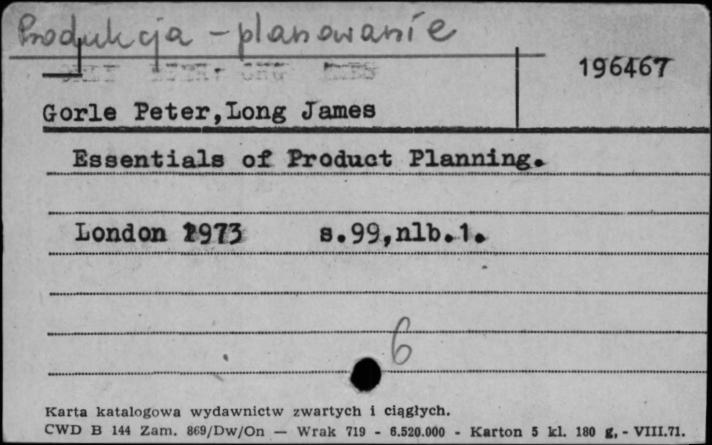 Produkcja - planowanie
196467
Gorle Peter,Long James
Essentials of Product Planning.
London 1973 s.99,nlb.1.
6
Karta katalogowa wydawnictw zwartych i ciągłych.
CWD B 144 Zam. 869/Dw/On — Wrak 719 - 6.520.000 - Karton 5 kl. 180 g, - VIII.71.